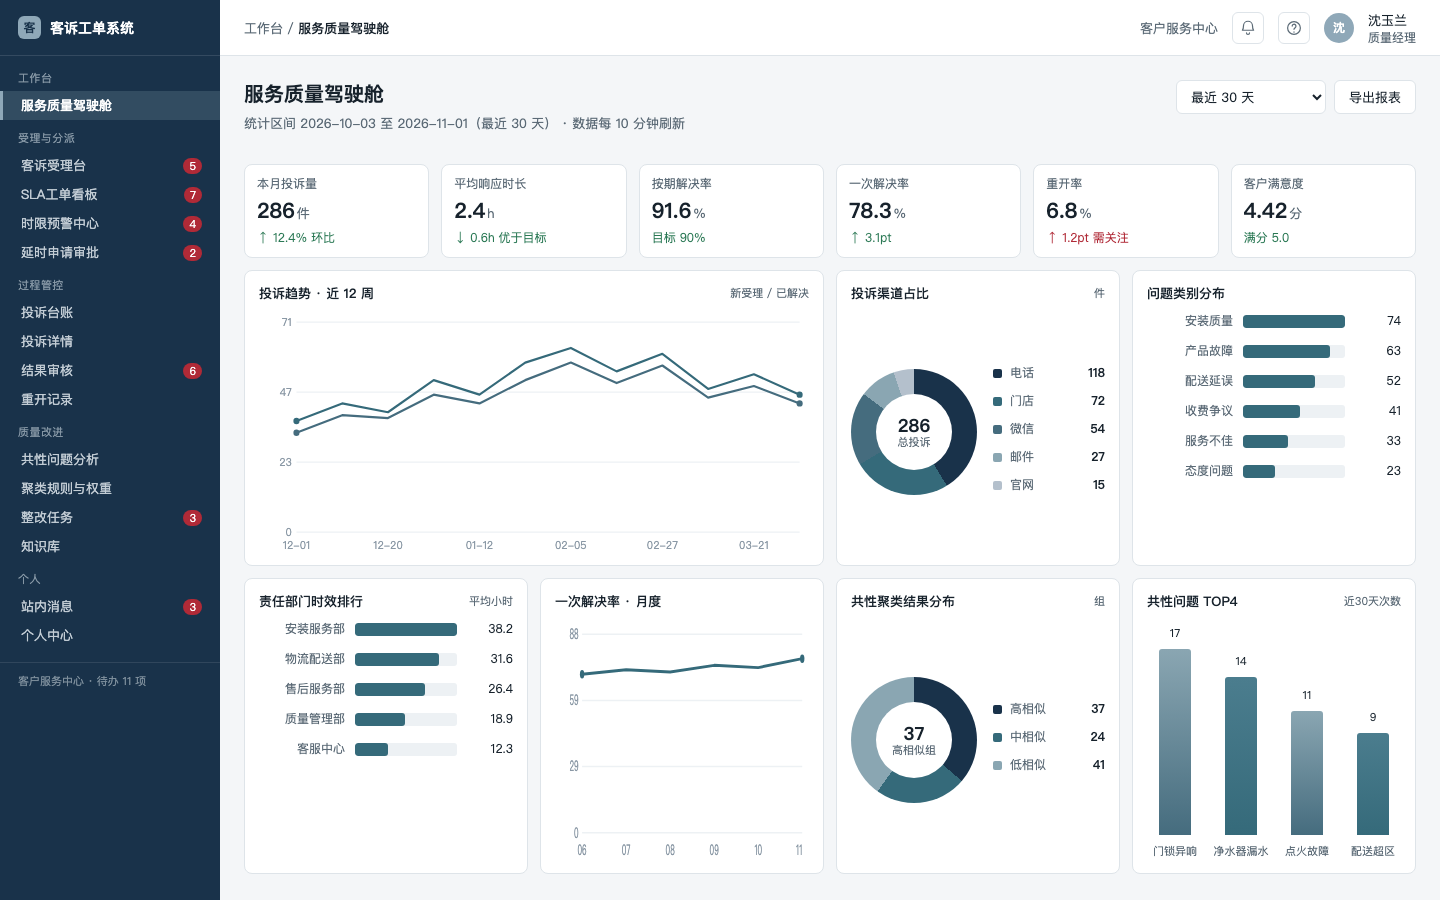 客 客诉工单系统
工作台
服务质量驾驶舱
受理与分派
客诉受理台 5
SLA工单看板 7
时限预警中心 4
延时申请审批 2
过程管控
投诉台账
投诉详情
结果审核 6
重开记录
质量改进
共性问题分析
聚类规则与权重
整改任务 3
知识库
个人
站内消息 3
个人中心
客户服务中心 · 待办 11 项
工作台 / 服务质量驾驶舱
客户服务中心
沈
沈玉兰
质量经理
服务质量驾驶舱
统计区间 2026-10-03 至 2026-11-01（最近 30 天） · 数据每 10 分钟刷新
最近 30 天
导出报表
本月投诉量
286件
↑ 12.4% 环比
平均响应时长
2.4h
↓ 0.6h 优于目标
按期解决率
91.6%
目标 90%
一次解决率
78.3%
↑ 3.1pt
重开率
6.8%
↑ 1.2pt 需关注
客户满意度
4.42分
满分 5.0
投诉趋势 · 近 12 周
新受理 / 已解决
71
47
23
0
12-01 12-20 01-12 02-05 02-27 03-21
投诉渠道占比
件
286
总投诉
电话 118
门店 72
微信 54
邮件 27
官网 15
问题类别分布
安装质量 74
产品故障 63
配送延误 52
收费争议 41
服务不佳 33
态度问题 23
责任部门时效排行
平均小时
安装服务部 38.2
物流配送部 31.6
售后服务部 26.4
质量管理部 18.9
客服中心 12.3
一次解决率 · 月度
88
59
29
0
06 07 08 09 10 11
共性聚类结果分布
组
37
高相似组
高相似 37
中相似 24
低相似 41
共性问题 TOP4
近30天次数
17
14
11
9
门锁异响 净水器漏水 点火故障 配送超区